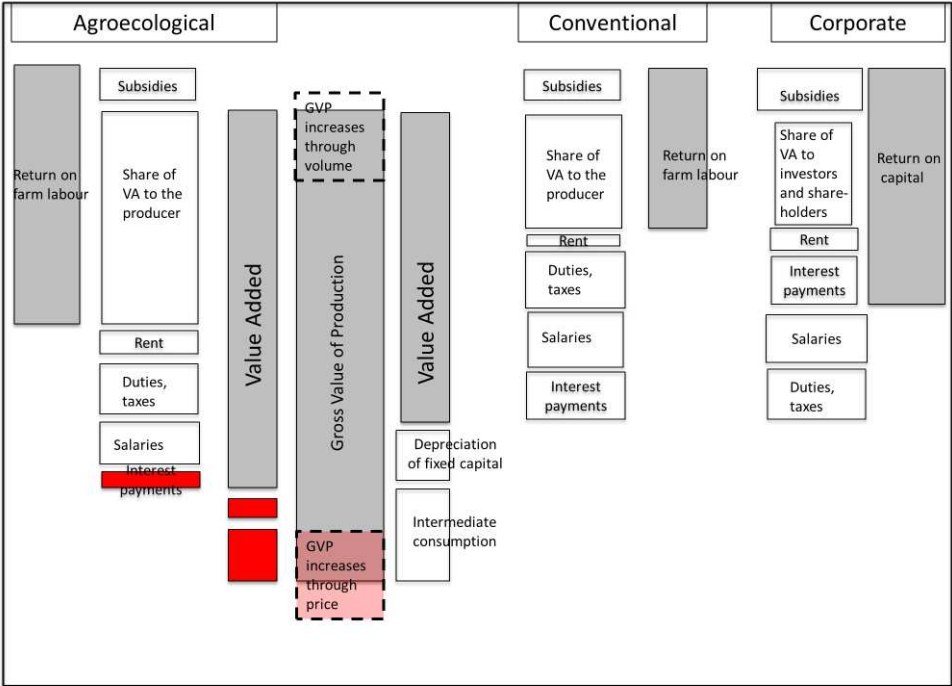 Agroecological
Conventional
Corporate
Return on
farm labour
Subsidies
Share of
VA to the
producer
Rent
Duties,
taxes
Salaries
Interest
payments
Value Added
GVP
increases
through
volume
Gross Value of Production
GVP
increases
through
price
Value Added
Depreciation
of fixed capital
Intermediate
consumption
Subsidies
Share of
VA to the
producer
Rent
Duties,
taxes
Salaries
Interest
payments
Return on
farm labour
Subsidies
Share of
VA to
investors
and share-
holders
Rent
Interest
payments
Salaries
Duties,
taxes
Return on
capital